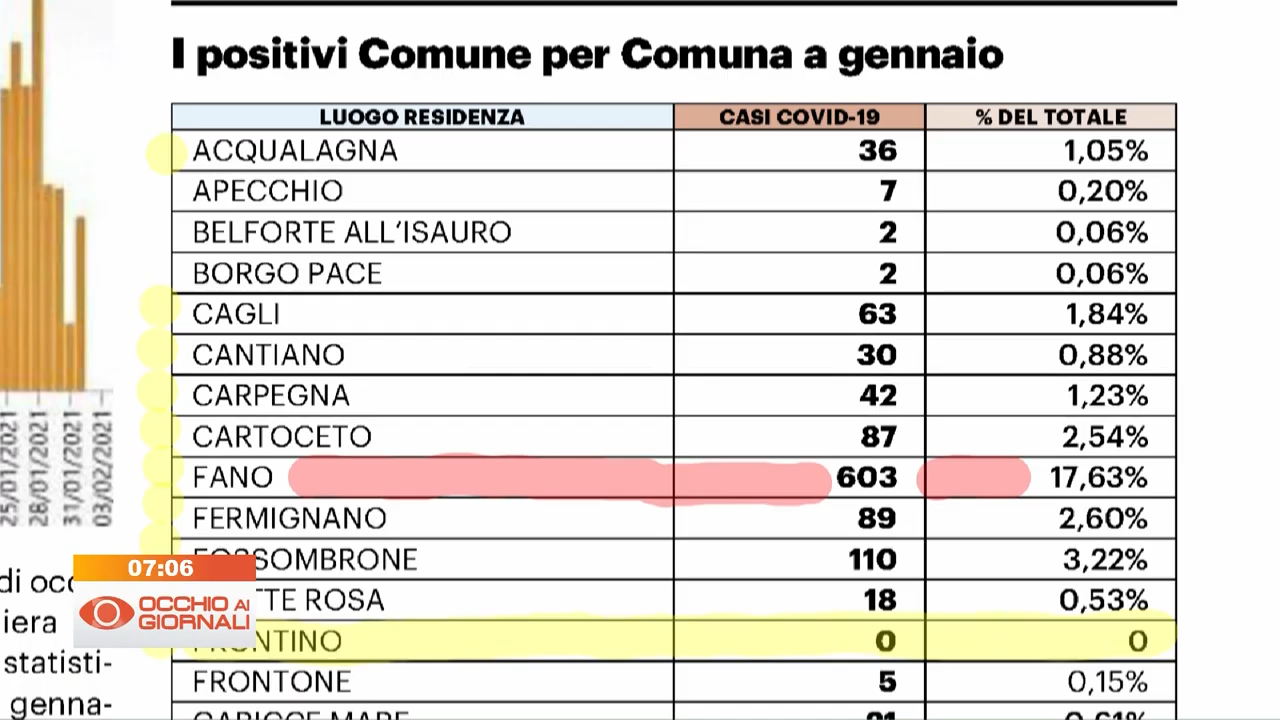 I positivi Comune per Comuna a gennaio
LUOGO RESIDENZA CASI COVID-19 % DEL TOTALE
ACQUALAGNA 36 1,05%
APECCHIO 7 0,20%
BELFORTE ALL'ISAURO 2 0,06%
BORGO PACE 2 0,06%
CAGLI 63 1,84%
CANTIANO 30 0,88%
CARPEGNA 42 1,23%
CARTOCETO 87 2,54%
FANO 603 17,63%
FERMIGNANO 89 2,60%
FOSSOMBRONE 110 3,22%
TTE ROSA 18 0,53%
FRONTINO 0 0
FRONTONE 5 0,15%
25/01/2021
28/01/2021
31/01/2021
03/02/2021
di occ
iera
statisti-
genna-
07:06
OCCHIO AI
GIORNALI